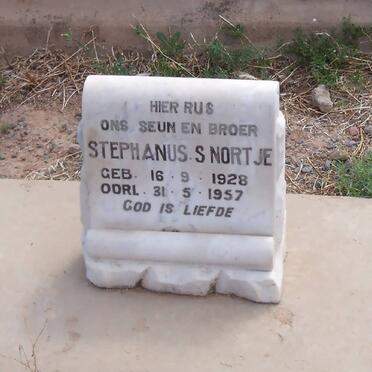 HIER RUS
ONS SEUN EN BROER
STEPHANUS. S NORTJE
GEB. 16. 9. 1928
OORL. 31. 5. 1957
GOD IS LIEFDE